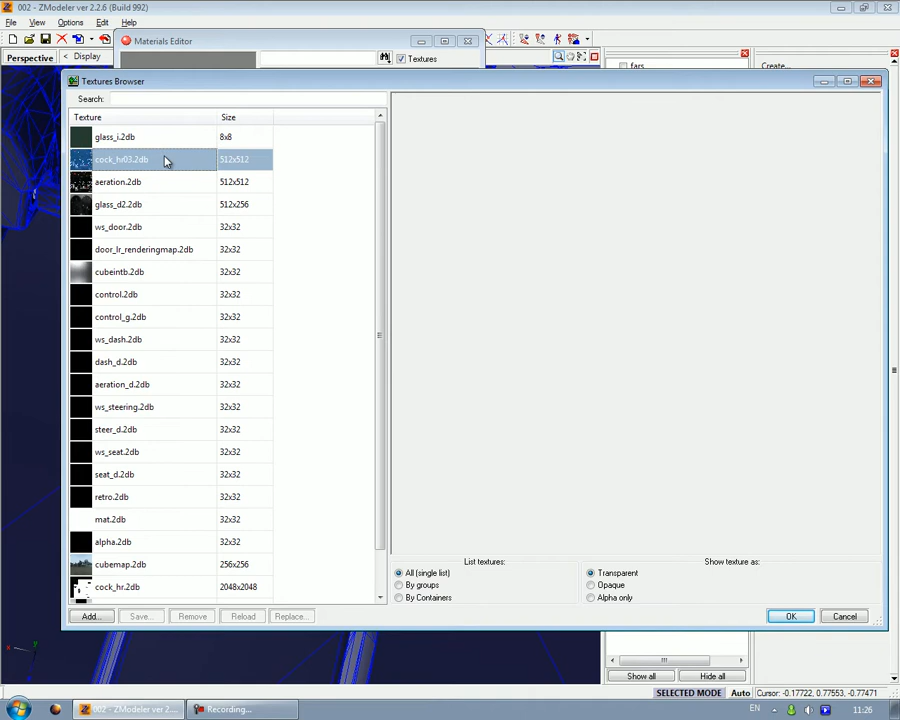 002 - ZModeler ver 2.2.6 (Build 992)
File View Options Edit Help
Materials Editor
Perspective < Display
Textures
fars
Create...
Textures Browser
Search:
Texture Size
glass_i.2db 8x8
cock_hr03.2db 512x512
aeration.2db 512x512
glass_d2.2db 512x256
ws_door.2db 32x32
door_lr_renderingmap.2db 32x32
cubeintb.2db 32x32
control.2db 32x32
control_g.2db 32x32
ws_dash.2db 32x32
dash_d.2db 32x32
aeration_d.2db 32x32
ws_steering.2db 32x32
steer_d.2db 32x32
ws_seat.2db 32x32
seat_d.2db 32x32
retro.2db 32x32
mat.2db 32x32
alpha.2db 32x32
cubemap.2db 256x256
cock_hr.2db 2048x2048
List textures: Show texture as:
All (single list) Transparent
By groups Opaque
By Containers Alpha only
Add... Save... Remove Reload Replace... OK Cancel
Show all Hide all
SELECTED MODE Auto Cursor: -0.17722, 0.77553, -0.77471
002 - ZModeler ver 2.... Recording... EN 11:26